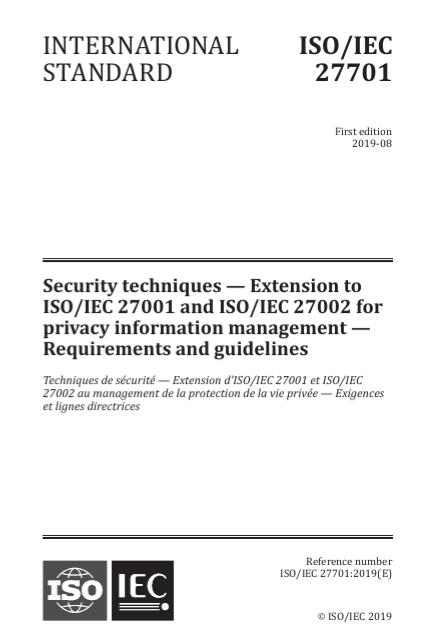 INTERNATIONAL
STANDARD
ISO/IEC
27701
First edition
2019-08
Security techniques — Extension to
ISO/IEC 27001 and ISO/IEC 27002 for
privacy information management —
Requirements and guidelines
Techniques de sécurité — Extension d'ISO/IEC 27001 et ISO/IEC
27002 au management de la protection de la vie privée — Exigences
et lignes directrices
ISO
IEC
Reference number
ISO/IEC 27701:2019(E)
© ISO/IEC 2019